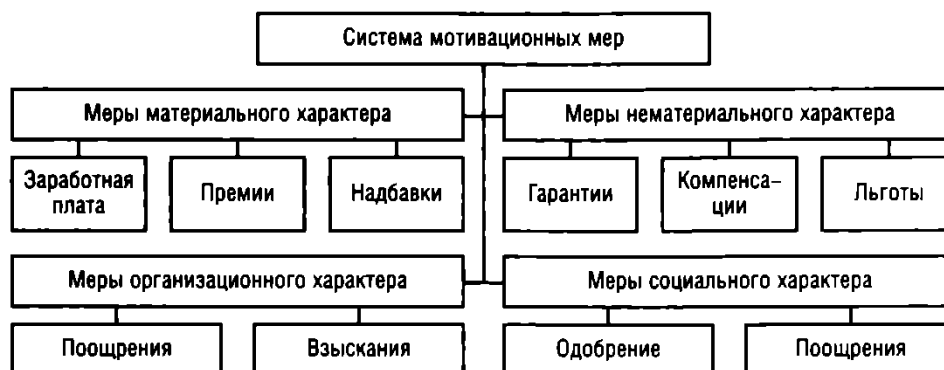 Система мотивационных мер
Меры материального характера
Меры нематериального характера
Заработная
плата
Премии
Надбавки
Гарантии
Компенса-
ции
Льготы
Меры организационного характера
Меры социального характера
Поощрения
Взыскания
Одобрение
Поощрения